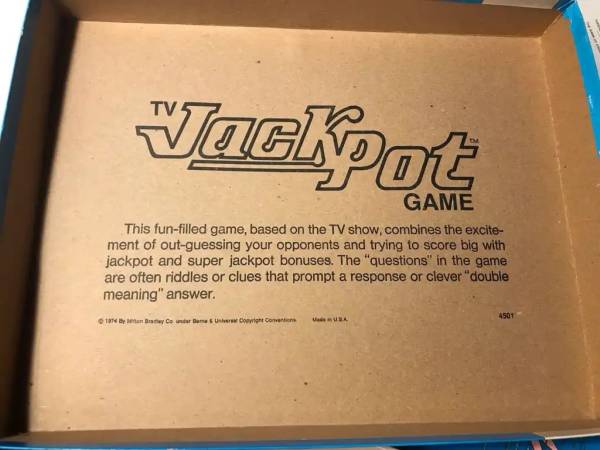 TV Jackpot™
GAME
This fun-filled game, based on the TV show, combines the excite-
ment of out-guessing your opponents and trying to score big with
jackpot and super jackpot bonuses. The "questions" in the game
are often riddles or clues that prompt a response or clever "double
meaning" answer.
© 1974 By Milton Bradley Co. under Berne & Universal Copyright Conventions Made in U.S.A. 4501